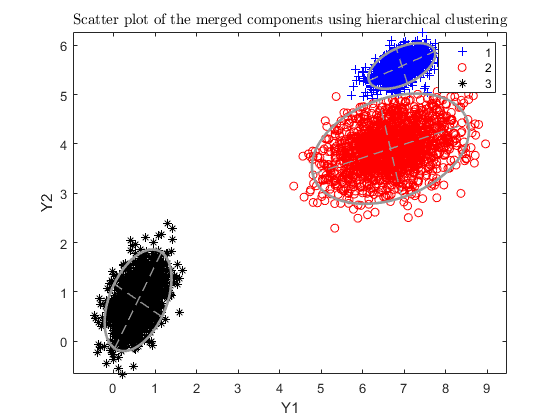 Scatter plot of the merged components using hierarchical clustering
6
5
4
3
2
1
0
Y2
1
2
3
0 1 2 3 4 5 6 7 8 9
Y1